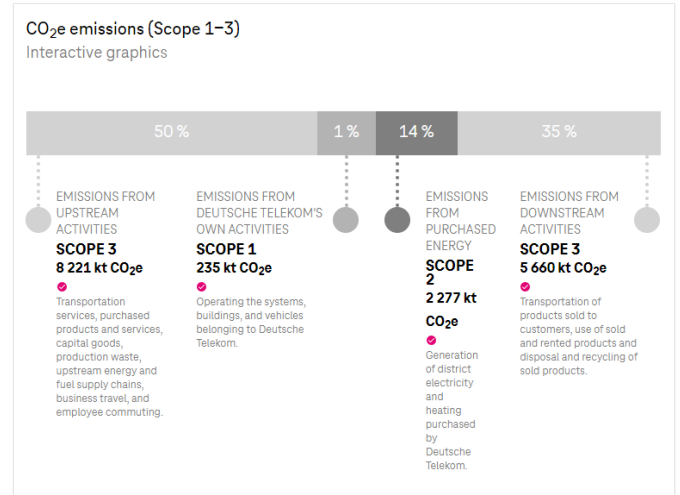 CO₂e emissions (Scope 1–3)
Interactive graphics
50 %
1 %
14 %
35 %
EMISSIONS FROM
UPSTREAM
ACTIVITIES
SCOPE 3
8 221 kt CO₂e
Transportation
services, purchased
products and services,
capital goods,
production waste,
upstream energy and
fuel supply chains,
business travel, and
employee commuting.
EMISSIONS FROM
DEUTSCHE TELEKOM'S
OWN ACTIVITIES
SCOPE 1
235 kt CO₂e
Operating the systems,
buildings, and vehicles
belonging to Deutsche
Telekom.
EMISSIONS
FROM
PURCHASED
ENERGY
SCOPE
2
2 277 kt
CO₂e
Generation
of district
electricity
and
heating
purchased
by
Deutsche
Telekom.
EMISSIONS FROM
DOWNSTREAM
ACTIVITIES
SCOPE 3
5 660 kt CO₂e
Transportation of
products sold to
customers, use of sold
and rented products and
disposal and recycling of
sold products.